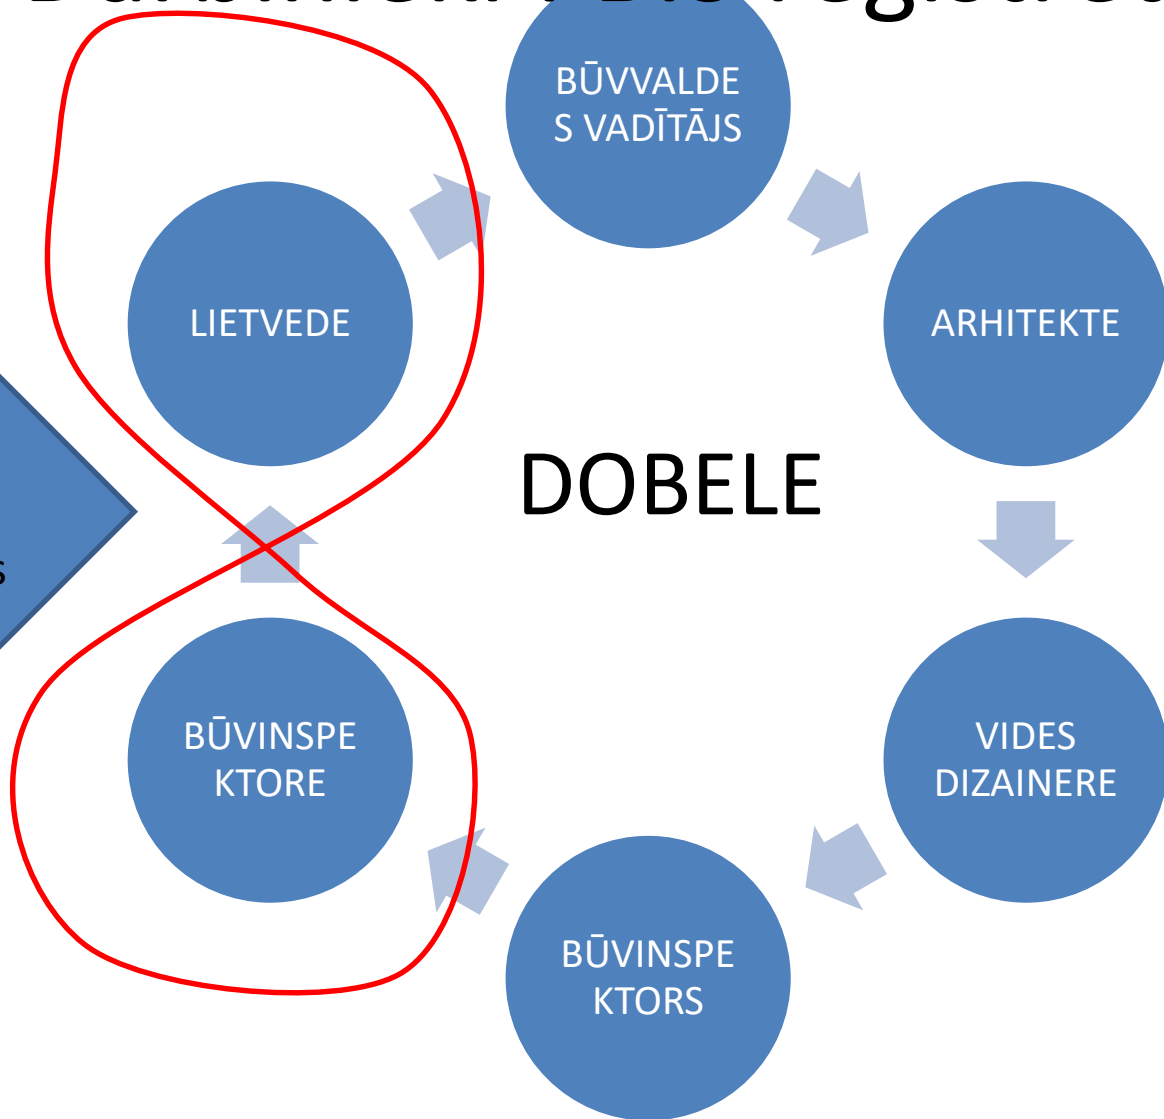 BŪVVALDE
S VADĪTĀJS
LIETVEDE
ARHITEKTE
DOBELE
BŪVINSPE
KTORE
VIDES
DIZAINERE
BŪVINSPE
KTORS